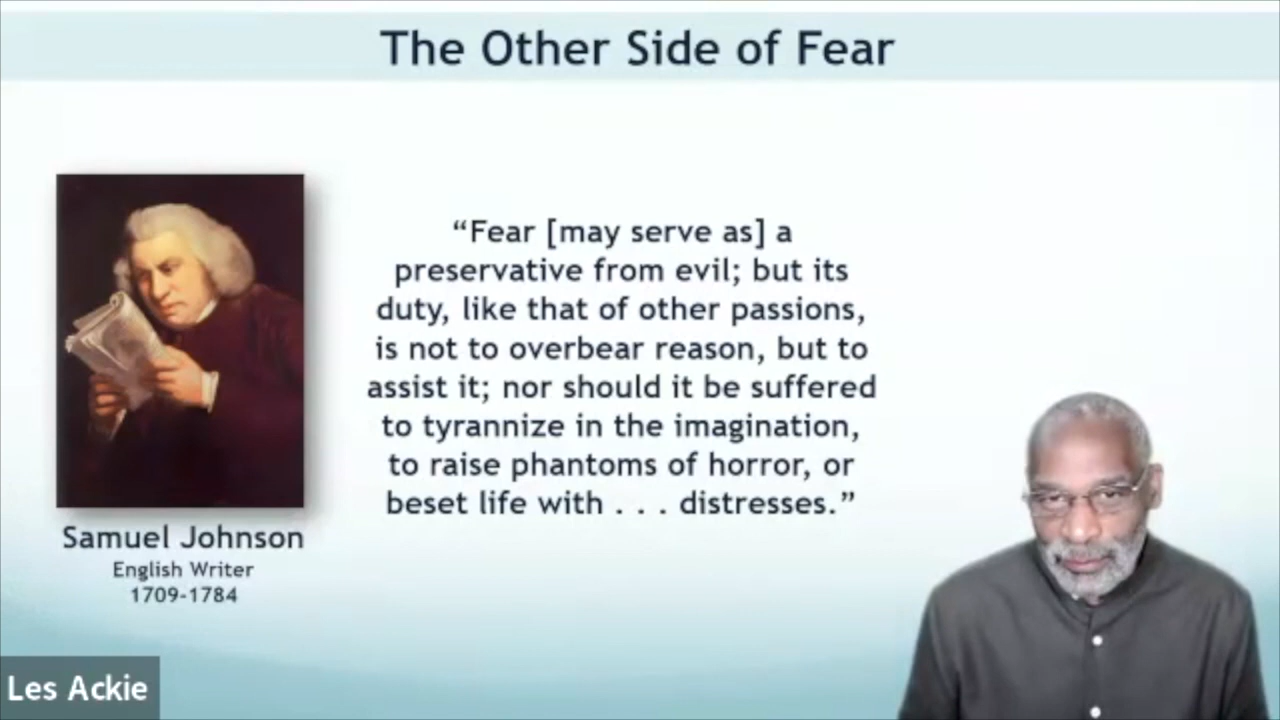 The Other Side of Fear
“Fear [may serve as] a
preservative from evil; but its
duty, like that of other passions,
is not to overbear reason, but to
assist it; nor should it be suffered
to tyrannize in the imagination,
to raise phantoms of horror, or
beset life with . . . distresses.”
Samuel Johnson
English Writer
1709-1784
Les Ackie